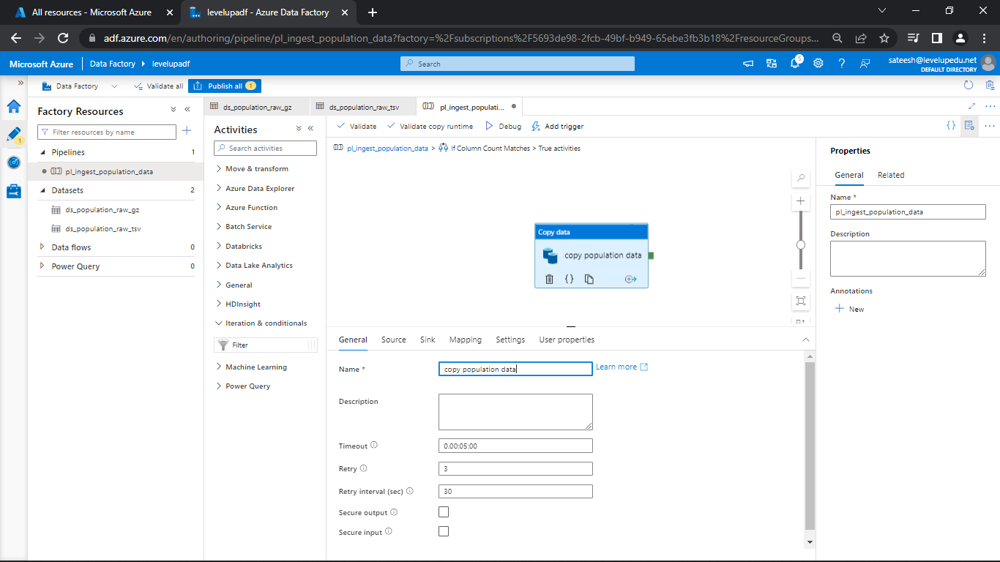 All resources - Microsoft Azure
levelupadf - Azure Data Factory
adf.azure.com/en/authoring/pipeline/pl_ingest_population_data?factory=%2Fsubscriptions%2F5693de98-2fcb-49bf-b949-65ebe3fb3b18%2FresourceGroups...
Microsoft Azure
Data Factory
levelupadf
Search
5
sateesh@levelupedu.net
DEFAULT DIRECTORY
Data Factory
Validate all
Publish all 1
1
Factory Resources
Filter resources by name
Pipelines 1
pl_ingest_population_data
Datasets 2
ds_population_raw_gz
ds_population_raw_tsv
Data flows 0
Power Query 0
ds_population_raw_gz
ds_population_raw_tsv
pl_ingest_populati...
Activities
Search activities
Move & transform
Azure Data Explorer
Azure Function
Batch Service
Databricks
Data Lake Analytics
General
HDInsight
Iteration & conditionals
Filter
Machine Learning
Power Query
Validate
Validate copy runtime
Debug
Add trigger
pl_ingest_population_data > If Column Count Matches > True activities
Copy data
copy population data
General
Source
Sink
Mapping
Settings
User properties
Name *
copy population data
Learn more
Description
Timeout
0.00:05:00
Retry
3
Retry interval (sec)
30
Secure output
Secure input
Properties
General
Related
Name *
pl_ingest_population_data
Description
Annotations
New